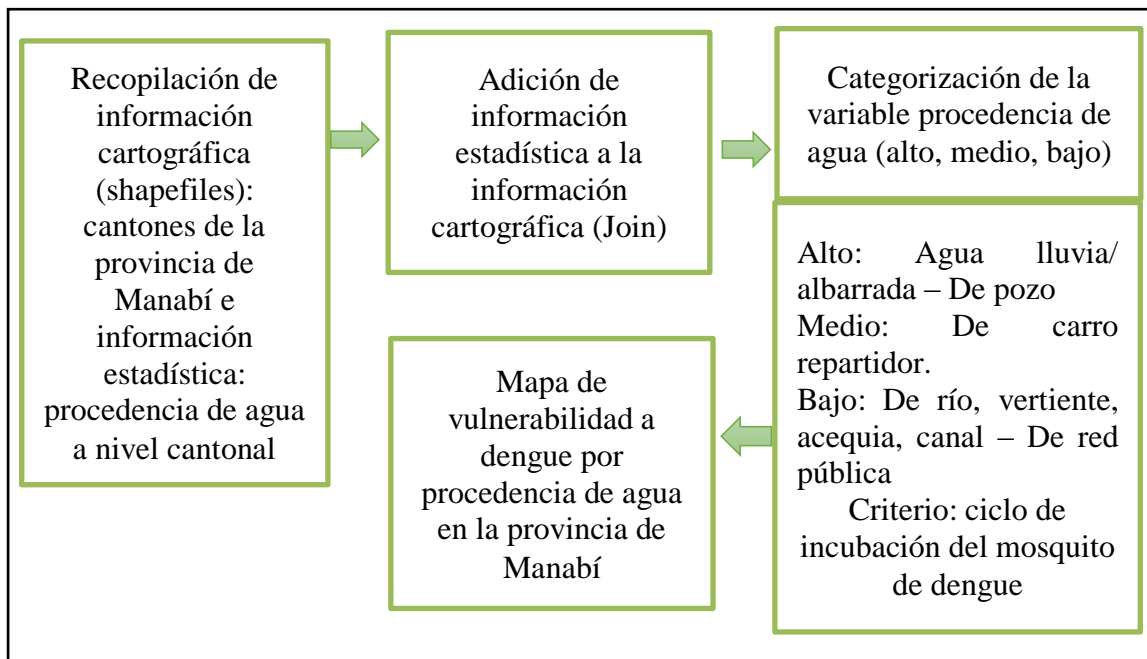 Recopilación de
información
cartográfica
(shapefiles):
cantones de la
provincia de
Manabí e
información
estadística:
procedencia de agua
a nivel cantonal
Adición de
información
estadística a la
información
cartográfica (Join)
Categorización de la
variable procedencia de
agua (alto, medio, bajo)
Alto: Agua lluvia/
albarrada – De pozo
Medio: De carro
repartidor.
Bajo: De río, vertiente,
acequia, canal – De red
pública
Criterio: ciclo de
incubación del mosquito
de dengue
Mapa de
vulnerabilidad a
dengue por
procedencia de agua
en la provincia de
Manabí